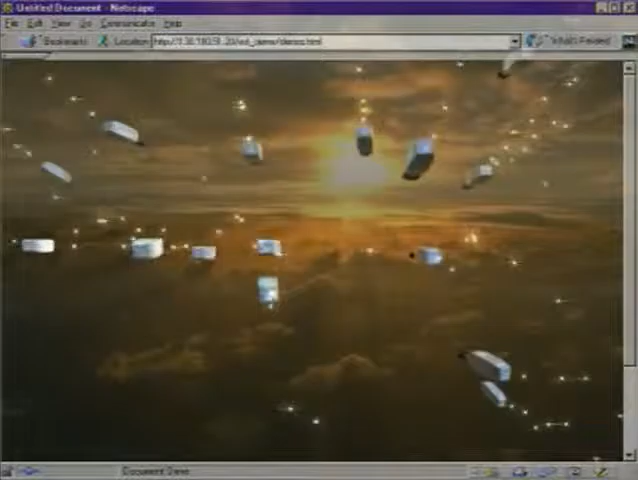 Untitled Document - Netscape
File Edit View Go Communicator Help
Bookmarks Location: What's Related
Document: Done